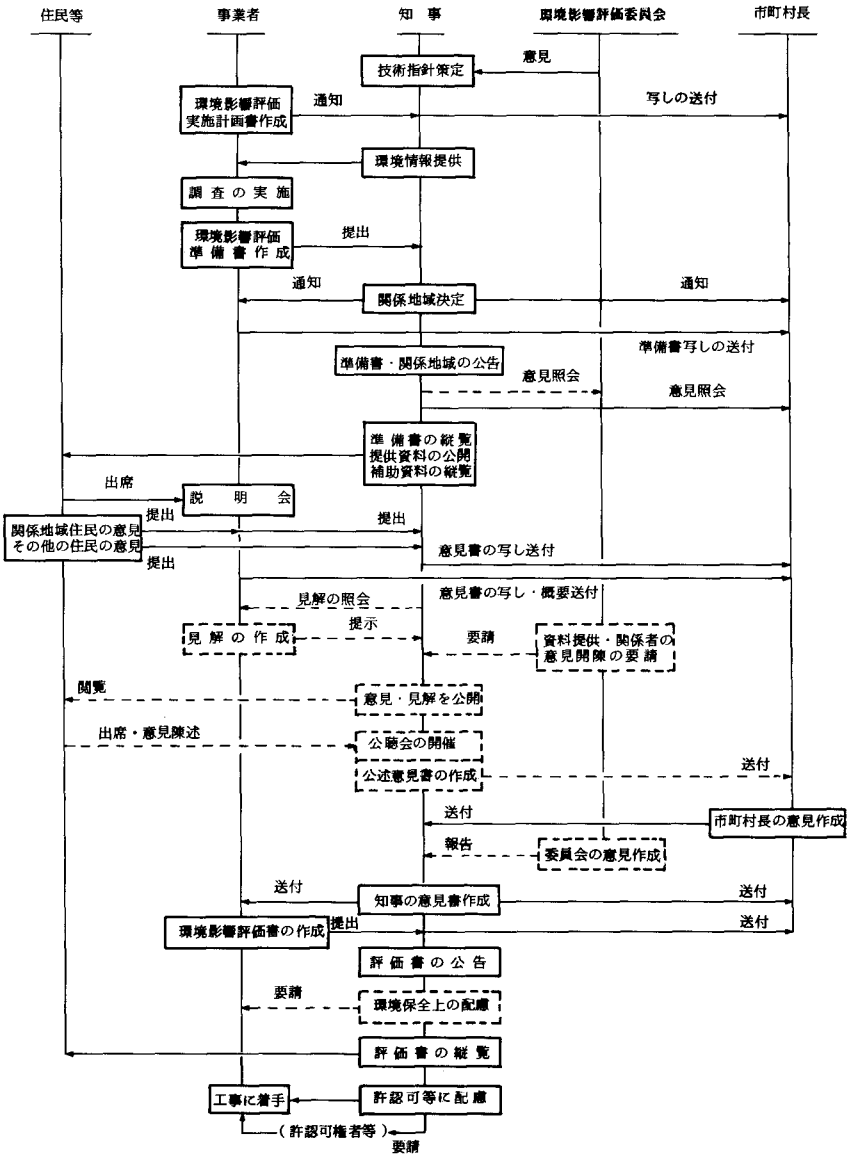 住民等
事業者
知事
環境影響評価委員会
市町村長
意見
技術指針策定
環境影響評価
実施計画書作成
通知
写しの送付
環境情報提供
調査の実施
環境影響評価
準備書作成
提出
通知
関係地域決定
通知
準備書写しの送付
準備書・関係地域の公告
意見照会
意見照会
準備書の縦覧
提供資料の公開
補助資料の縦覧
出席
説明会
提出
提出
関係地域住民の意見
その他の住民の意見
提出
意見書の写し送付
意見書の写し・概要送付
見解の照会
見解の作成
提示
要請
資料提供・関係者の
意見開陳の要請
閲覧
意見・見解を公開
出席・意見陳述
公聴会の開催
公述意見書の作成
送付
送付
市町村長の意見作成
報告
委員会の意見作成
送付
知事の意見書作成
送付
環境影響評価書の作成
提出
送付
評価書の公告
要請
環境保全上の配慮
評価書の縦覧
工事に着手
許認可等に配慮
(許認可権者等)
要請